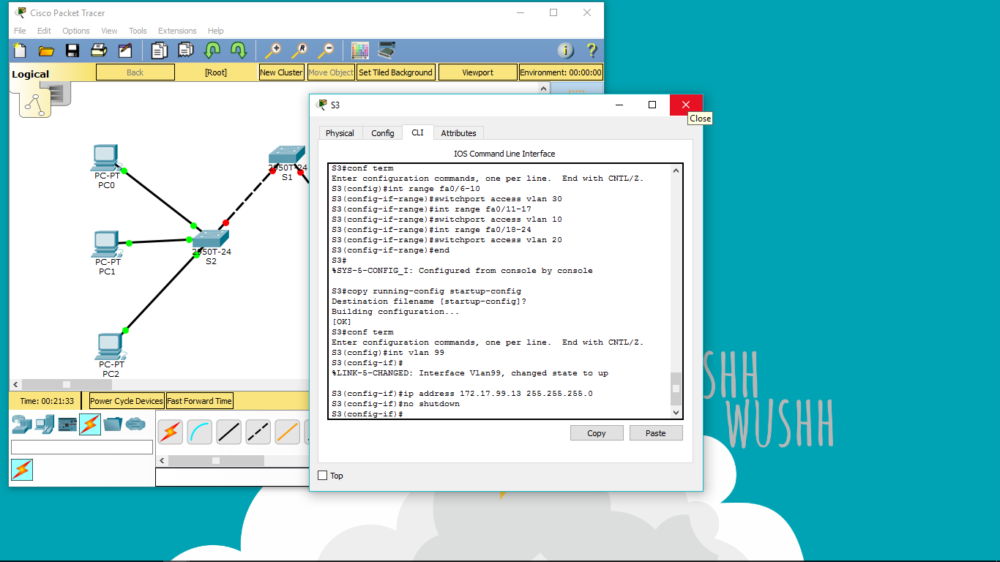 Cisco Packet Tracer
File Edit Options View Tools Extensions Help
Logical
Back
[Root]
New Cluster
Move Object
Set Tiled Background
Viewport
Environment: 00:00:00
PC-PT
PC0
2950T-24
S1
PC-PT
PC1
2950T-24
S2
PC-PT
PC2
Time: 00:21:33
Power Cycle Devices
Fast Forward Time
S3
Close
Physical Config CLI Attributes
IOS Command Line Interface
S3#conf term
Enter configuration commands, one per line.  End with CNTL/Z.
S3(config)#int range fa0/6-10
S3(config-if-range)#switchport access vlan 30
S3(config-if-range)#int range fa0/11-17
S3(config-if-range)#switchport access vlan 10
S3(config-if-range)#int range fa0/18-24
S3(config-if-range)#switchport access vlan 20
S3(config-if-range)#end
S3#
%SYS-5-CONFIG_I: Configured from console by console
S3#copy running-config startup-config
Destination filename [startup-config]?
Building configuration...
[OK]
S3#conf term
Enter configuration commands, one per line.  End with CNTL/Z.
S3(config)#int vlan 99
S3(config-if)#
%LINK-5-CHANGED: Interface Vlan99, changed state to up
S3(config-if)#ip address 172.17.99.13 255.255.255.0
S3(config-if)#no shutdown
S3(config-if)#
Copy
Paste
Top
SHH
WUSHH